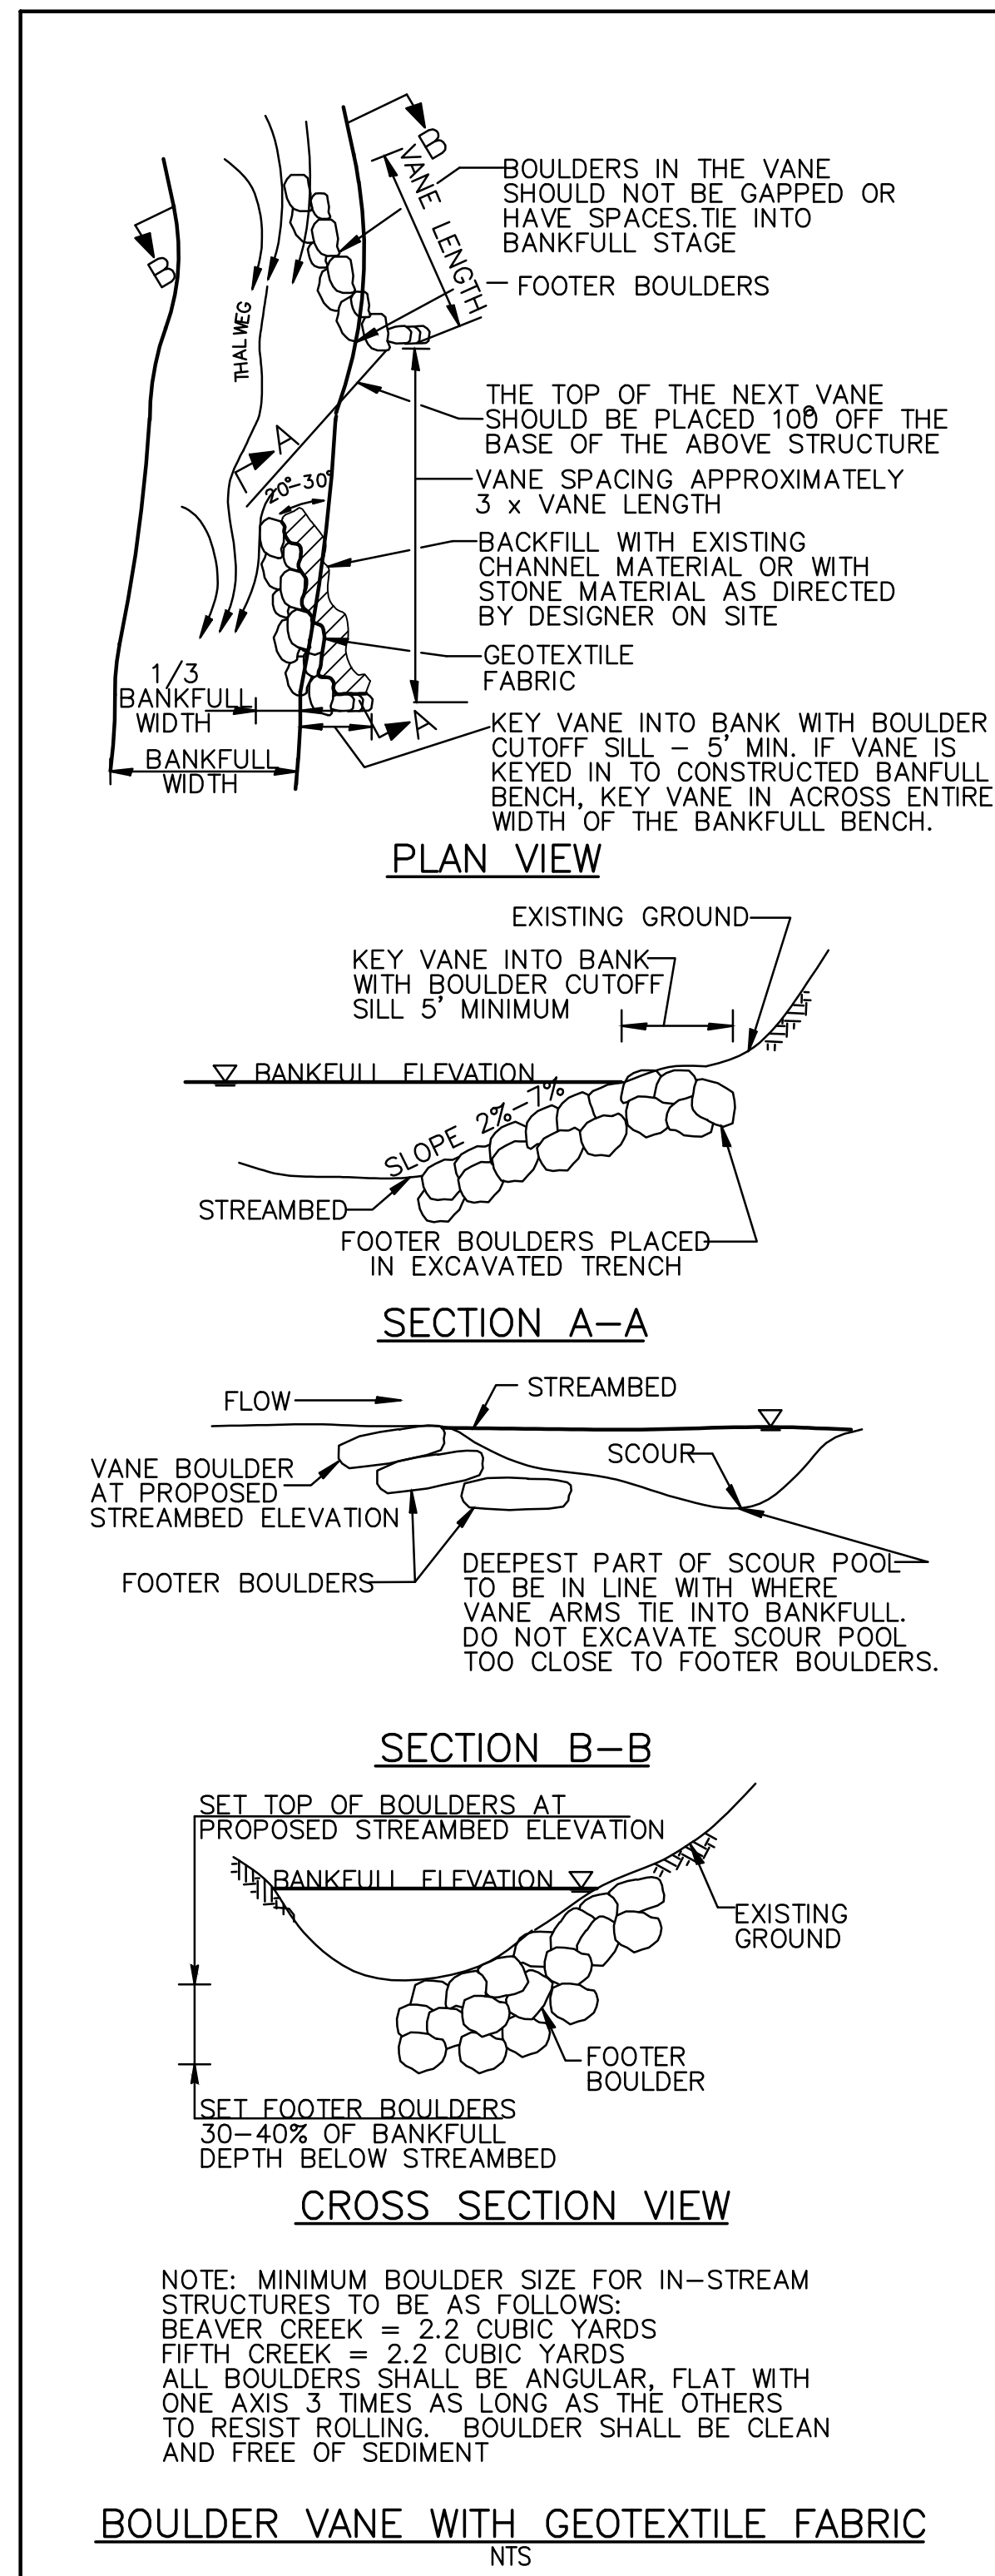 B
VANE LENGTH
BOULDERS IN THE VANE
SHOULD NOT BE GAPPED OR
HAVE SPACES.TIE INTO
BANKFULL STAGE
B
FOOTER BOULDERS
THALWEG
THE TOP OF THE NEXT VANE
SHOULD BE PLACED 10° OFF THE
BASE OF THE ABOVE STRUCTURE
A
20°-30°
VANE SPACING APPROXIMATELY
3 x VANE LENGTH
BACKFILL WITH EXISTING
CHANNEL MATERIAL OR WITH
STONE MATERIAL AS DIRECTED
BY DESIGNER ON SITE
GEOTEXTILE
FABRIC
1/3
BANKFULL
WIDTH
A
BANKFULL
WIDTH
KEY VANE INTO BANK WITH BOULDER
CUTOFF SILL – 5' MIN. IF VANE IS
KEYED IN TO CONSTRUCTED BANFULL
BENCH, KEY VANE IN ACROSS ENTIRE
WIDTH OF THE BANKFULL BENCH.
PLAN VIEW
EXISTING GROUND
KEY VANE INTO BANK
WITH BOULDER CUTOFF
SILL 5' MINIMUM
BANKFULL ELEVATION
SLOPE 2%-7%
STREAMBED
FOOTER BOULDERS PLACED
IN EXCAVATED TRENCH
SECTION A-A
FLOW
STREAMBED
SCOUR
VANE BOULDER
AT PROPOSED
STREAMBED ELEVATION
FOOTER BOULDERS
DEEPEST PART OF SCOUR POOL
TO BE IN LINE WITH WHERE
VANE ARMS TIE INTO BANKFULL.
DO NOT EXCAVATE SCOUR POOL
TOO CLOSE TO FOOTER BOULDERS.
SECTION B-B
SET TOP OF BOULDERS AT
PROPOSED STREAMBED ELEVATION
BANKFULL ELEVATION
EXISTING
GROUND
FOOTER
BOULDER
SET FOOTER BOULDERS
30-40% OF BANKFULL
DEPTH BELOW STREAMBED
CROSS SECTION VIEW
NOTE: MINIMUM BOULDER SIZE FOR IN-STREAM
STRUCTURES TO BE AS FOLLOWS:
BEAVER CREEK = 2.2 CUBIC YARDS
FIFTH CREEK = 2.2 CUBIC YARDS
ALL BOULDERS SHALL BE ANGULAR, FLAT WITH
ONE AXIS 3 TIMES AS LONG AS THE OTHERS
TO RESIST ROLLING. BOULDER SHALL BE CLEAN
AND FREE OF SEDIMENT
BOULDER VANE WITH GEOTEXTILE FABRIC
NTS